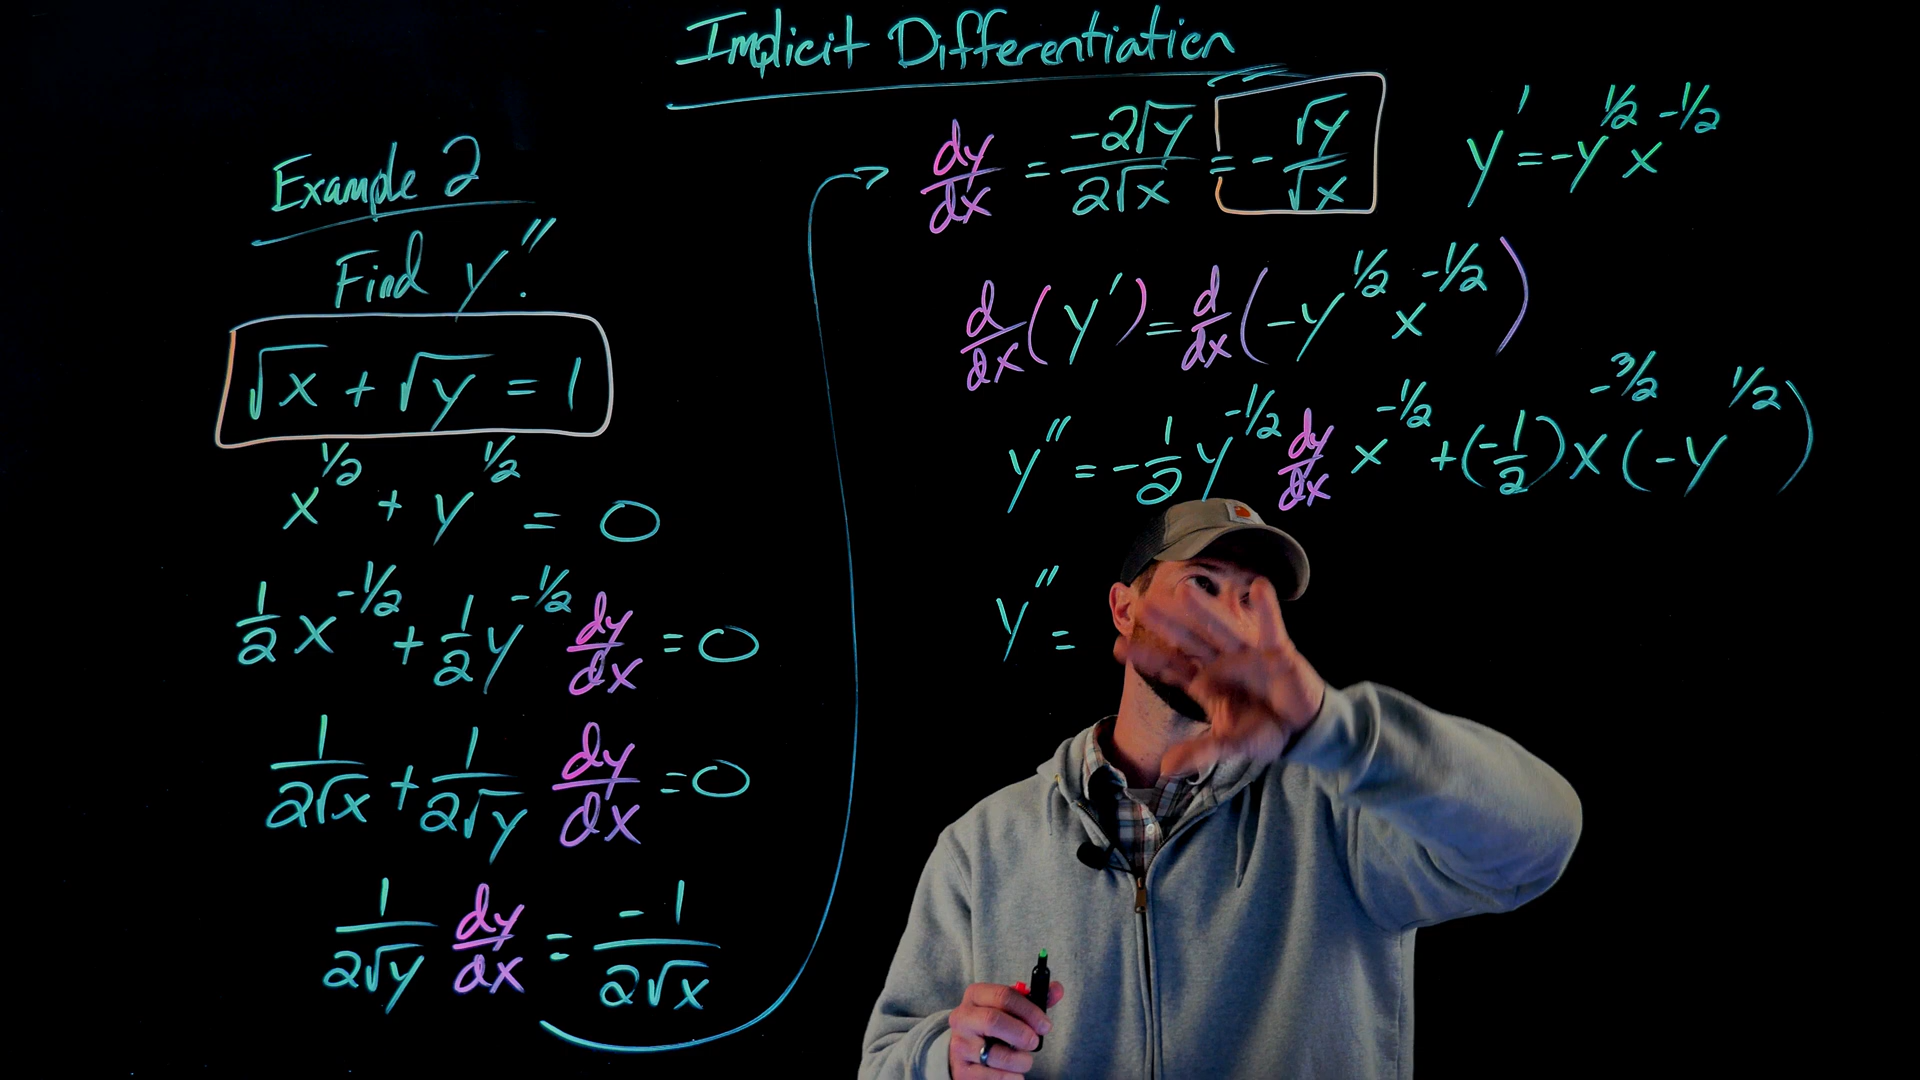 Implicit Differentiation
Example 2
Find y''.
√x + √y = 1
x^1/2 + y^1/2 = 0
1/2 x^-1/2 + 1/2 y^-1/2 dy/dx = 0
1/2√x + 1/2√y dy/dx = 0
1/2√y dy/dx = -1/2√x
dy/dx = -2√y/2√x = - √y/√x
y' = -y^1/2 x^-1/2
d/dx (y') = d/dx (-y^1/2 x^-1/2)
y'' = -1/2 y^-1/2 dy/dx x^-1/2 + (-1/2) x^-3/2 (-y^1/2)
y'' =